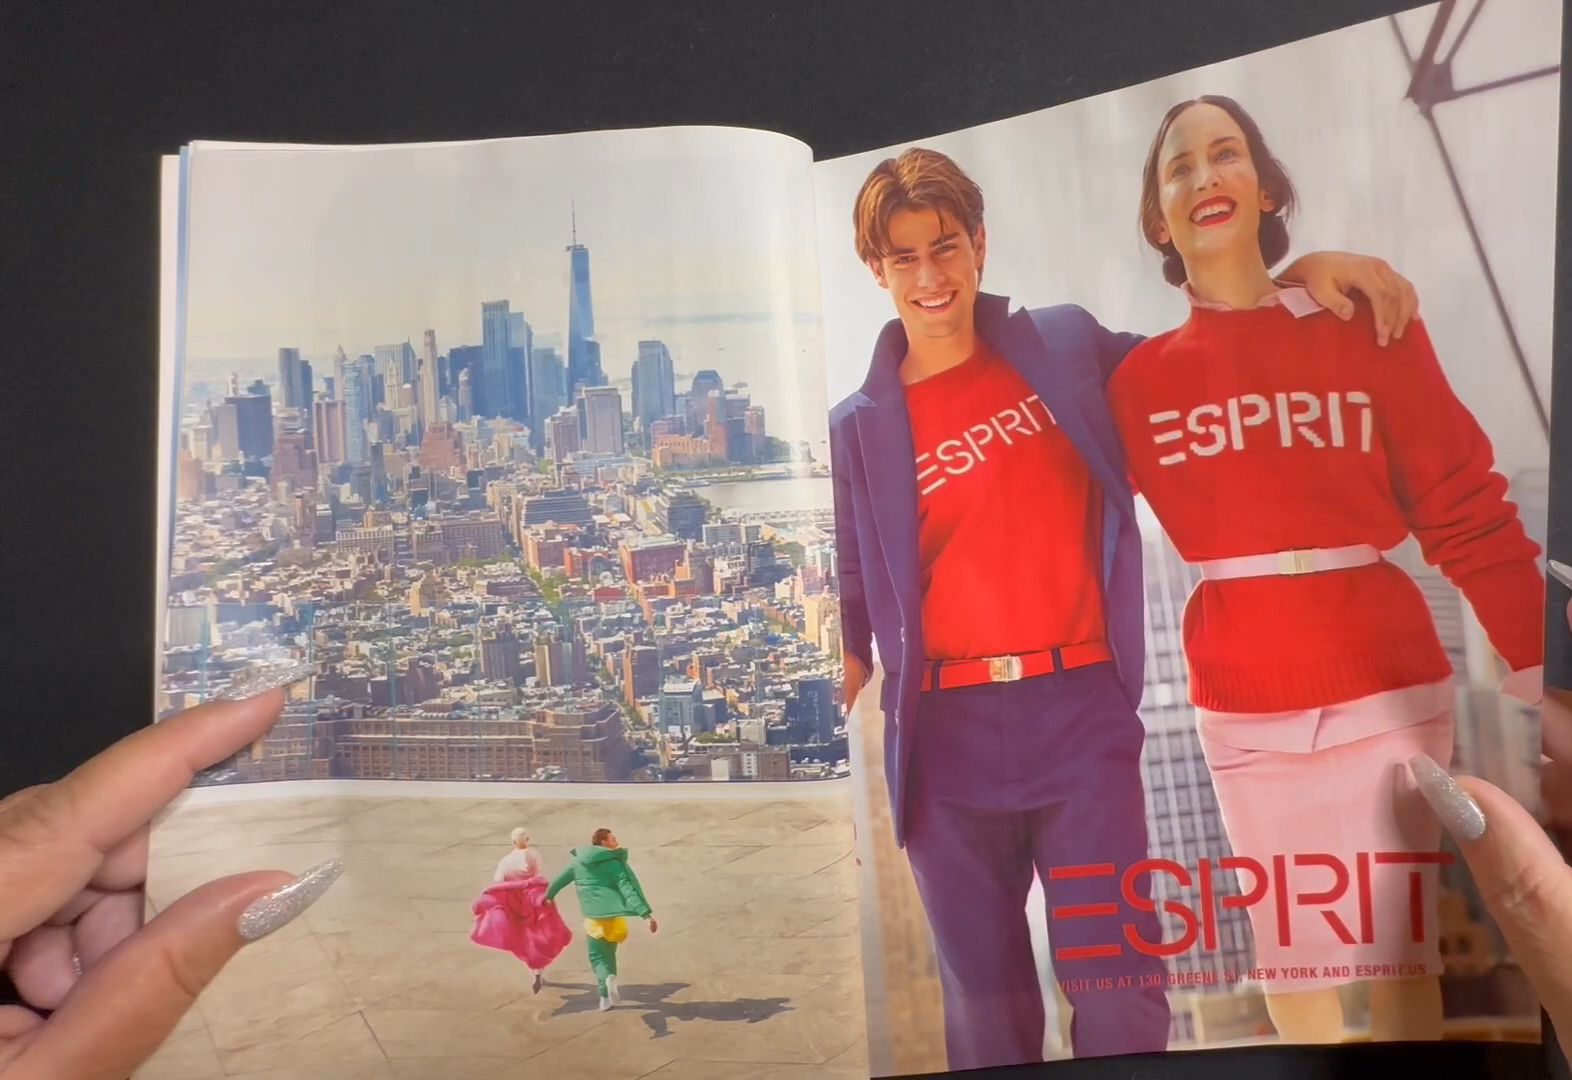 ESPRIT
ESPRIT
ESPRIT
VISIT US AT 130 GREENE ST, NEW YORK AND ESPRIT.US